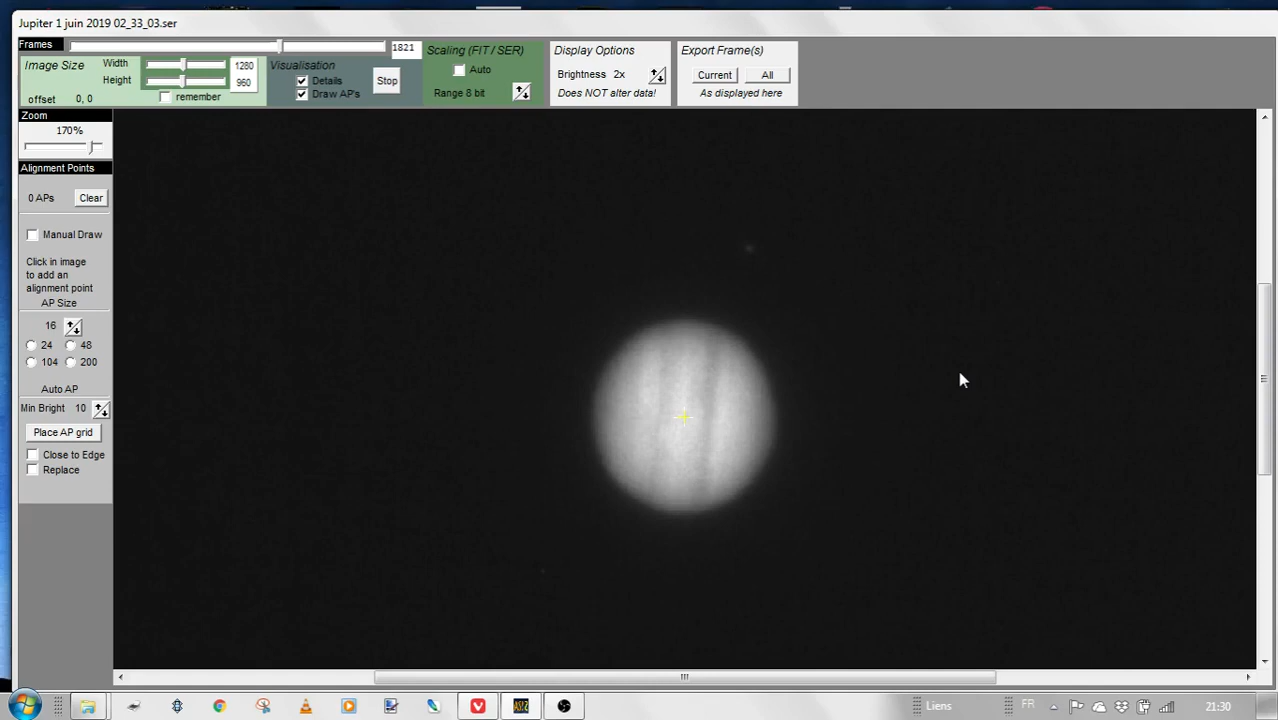 Jupiter 1 juin 2019 02_33_03.ser
Frames
1821
Image Size
Width
1280
Height
960
offset 0, 0
remember
Visualisation
Details
Draw AP's
Stop
Scaling (FIT / SER)
Auto
Range 8 bit
Display Options
Brightness 2x
Does NOT alter data!
Export Frame(s)
Current All
As displayed here
Zoom
170%
Alignment Points
0 APs Clear
Manual Draw
Click in image
to add an
alignment point
AP Size
16
24 48
104 200
Auto AP
Min Bright 10
Place AP grid
Close to Edge
Replace
Liens
FR
21:30